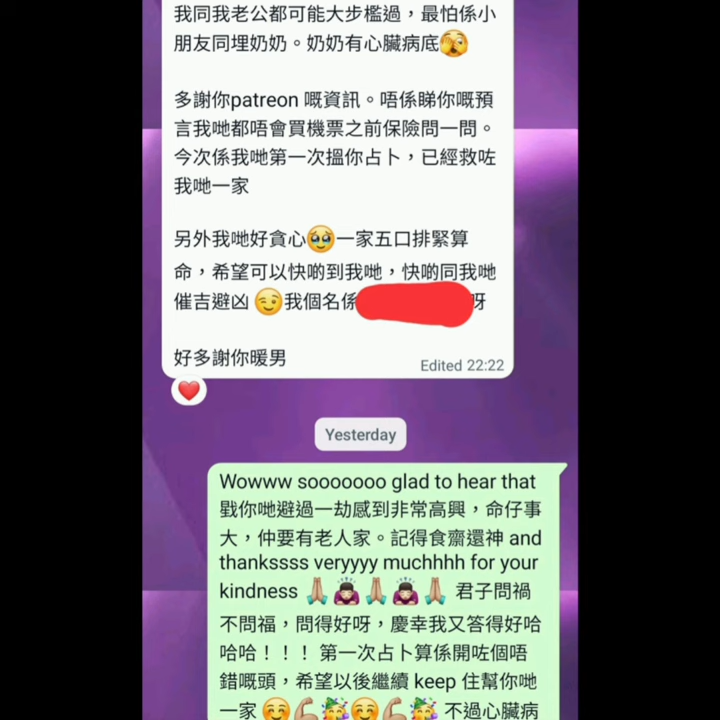 我同我老公都可能大步檻過，最怕係小
朋友同埋奶奶。奶奶有心臟病底🫣
多謝你patreon 嘅資訊。唔係睇你嘅預
言我哋都唔會買機票之前保險問一問。
今次係我哋第一次搵你占卜，已經救咗
我哋一家
另外我哋好貪心🥹一家五口排緊算
命，希望可以快啲到我哋，快啲同我哋
催吉避凶 😉我個名係 呀
好多謝你暖男
Edited 22:22
❤️
Yesterday
Wowww sooooooo glad to hear that
戥你哋避過一劫感到非常高興，命仔事
大，仲要有老人家。記得食齋還神 and
thankssss veryyyy muchhhh for your
kindness 🙏🏽🙇🏻‍♀️🙏🏽🙇🏻‍♀️🙏🏽 君子問禍
不問福，問得好呀，慶幸我又答得好哈
哈哈！！！ 第一次占卜算係開咗個唔
錯嘅頭，希望以後繼續 keep 住幫你哋
一家 ☺️💪🏽🥳☺️💪🏽🥳 不過心臟病